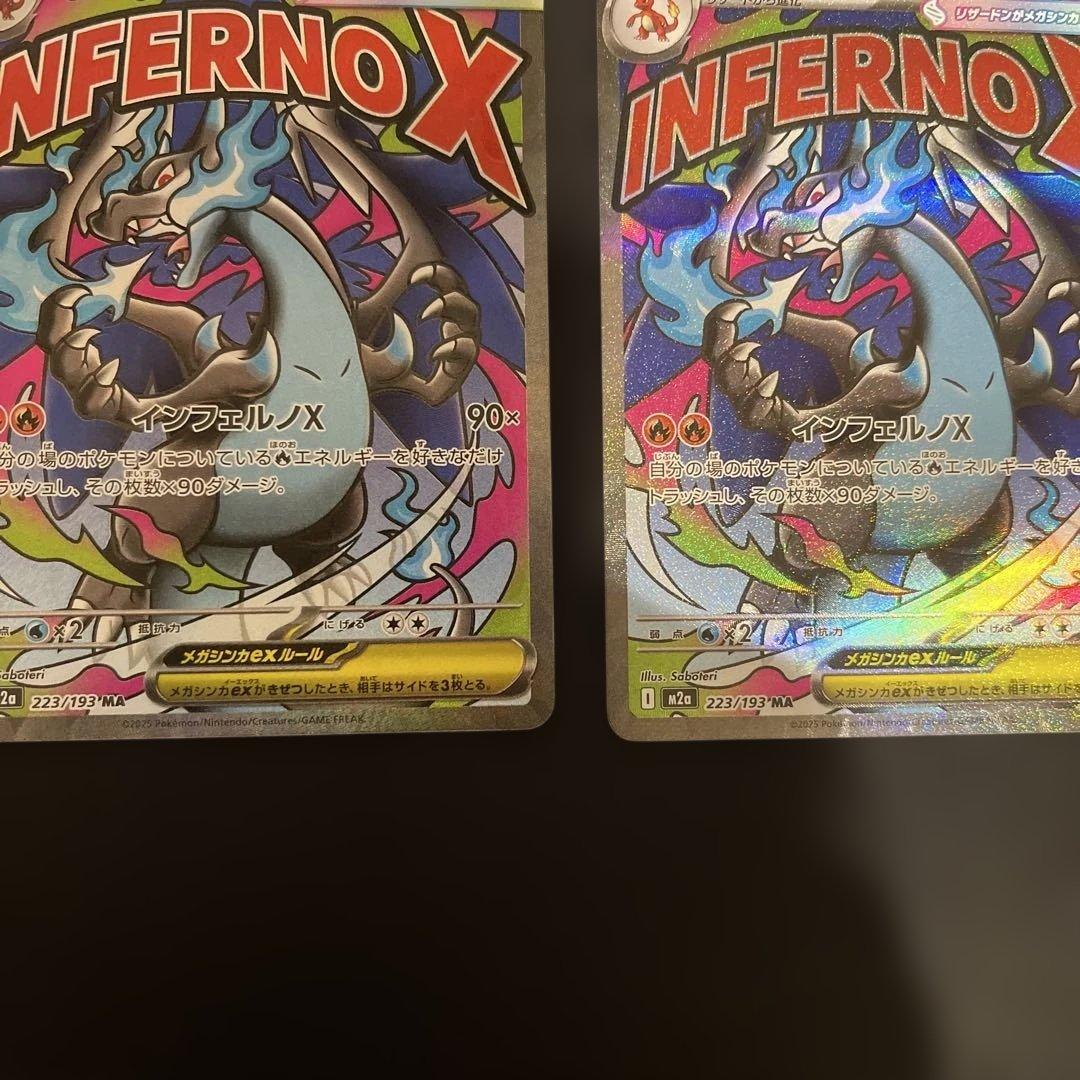 INFERNO X
インフェルノX 90×
分の場のポケモンについている エネルギーを好きなだけ
ラッシュし、その枚数×90ダメージ。
点 ×2 抵抗力 にげる
Saboteri
メガシンカexルール
2a 223/193 MA
メガシンカexがきぜつしたとき、相手はサイドを3枚とる。
©2025 Pokémon/Nintendo/Creatures/GAME FREAK.
リザードンがメガシンカ
INFERNO
インフェルノX
自分の場のポケモンについている エネルギーを好き
トラッシュし、その枚数×90ダメージ。
弱点 ×2 抵抗力 にげる
Illus. Saboteri
メガシンカexルール
I M2a 223/193 MA
メガシンカexがきぜつしたとき、相手はサイド
©2025 Pokémon/Nintendo/Creatures/GAME